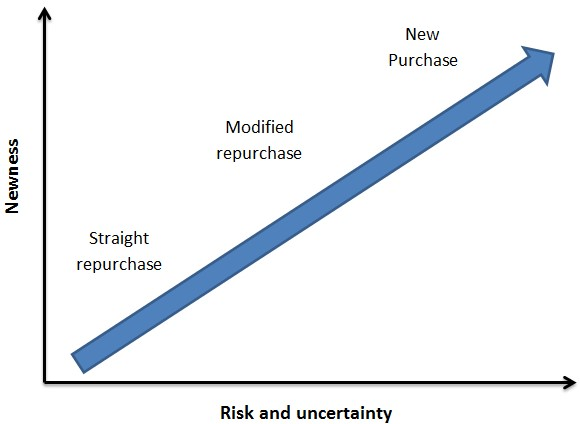 New
Purchase
Modified
repurchase
Newness
Straight
repurchase
Risk and uncertainty